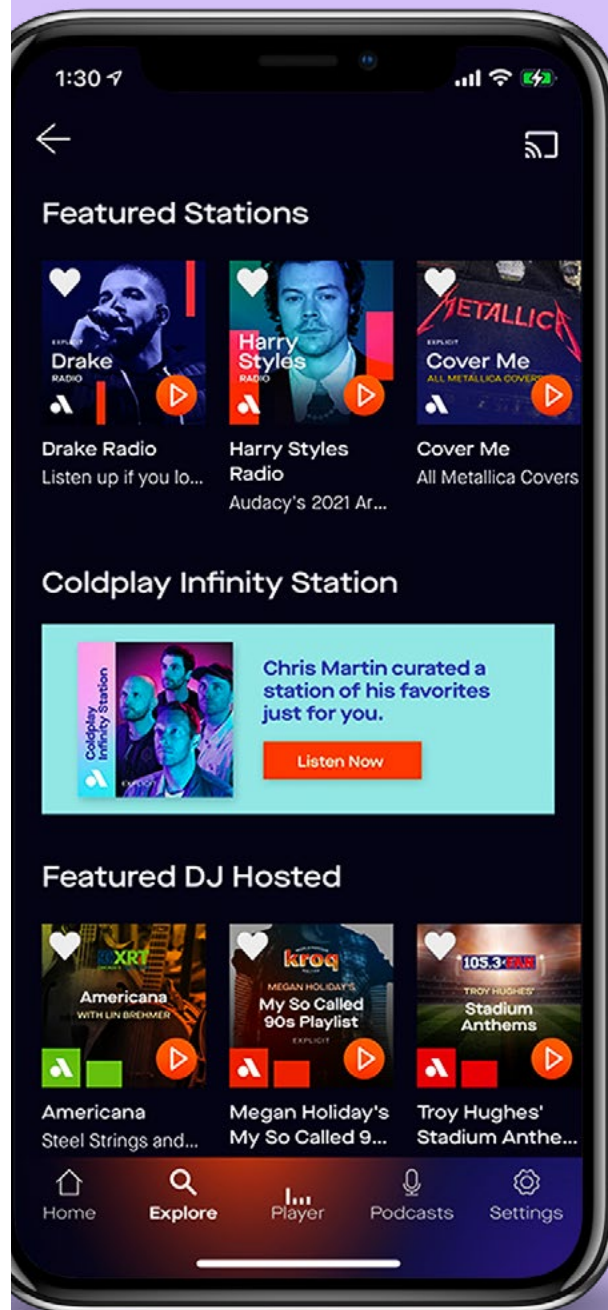 1:30
Featured Stations
EXPLICIT
Drake
RADIO
Harry
Styles
RADIO
METALLICA
EXPLICIT
Cover Me
ALL METALLICA COVERS
Drake Radio
Listen up if you lo...
Harry Styles
Radio
Audacy's 2021 Ar...
Cover Me
All Metallica Covers
Coldplay Infinity Station
Coldplay
Infinity Station
EXPLICIT
Chris Martin curated a
station of his favorites
just for you.
Listen Now
Featured DJ Hosted
XRT
Americana
WITH LIN BREHMER
kroq
MEGAN HOLIDAY'S
My So Called
90s Playlist
EXPLICIT
105.3 FAN
TROY HUGHES'
Stadium
Anthems
Americana
Steel Strings and...
Megan Holiday's
My So Called 9...
Troy Hughes'
Stadium Anthe...
Home
Explore
Player
Podcasts
Settings